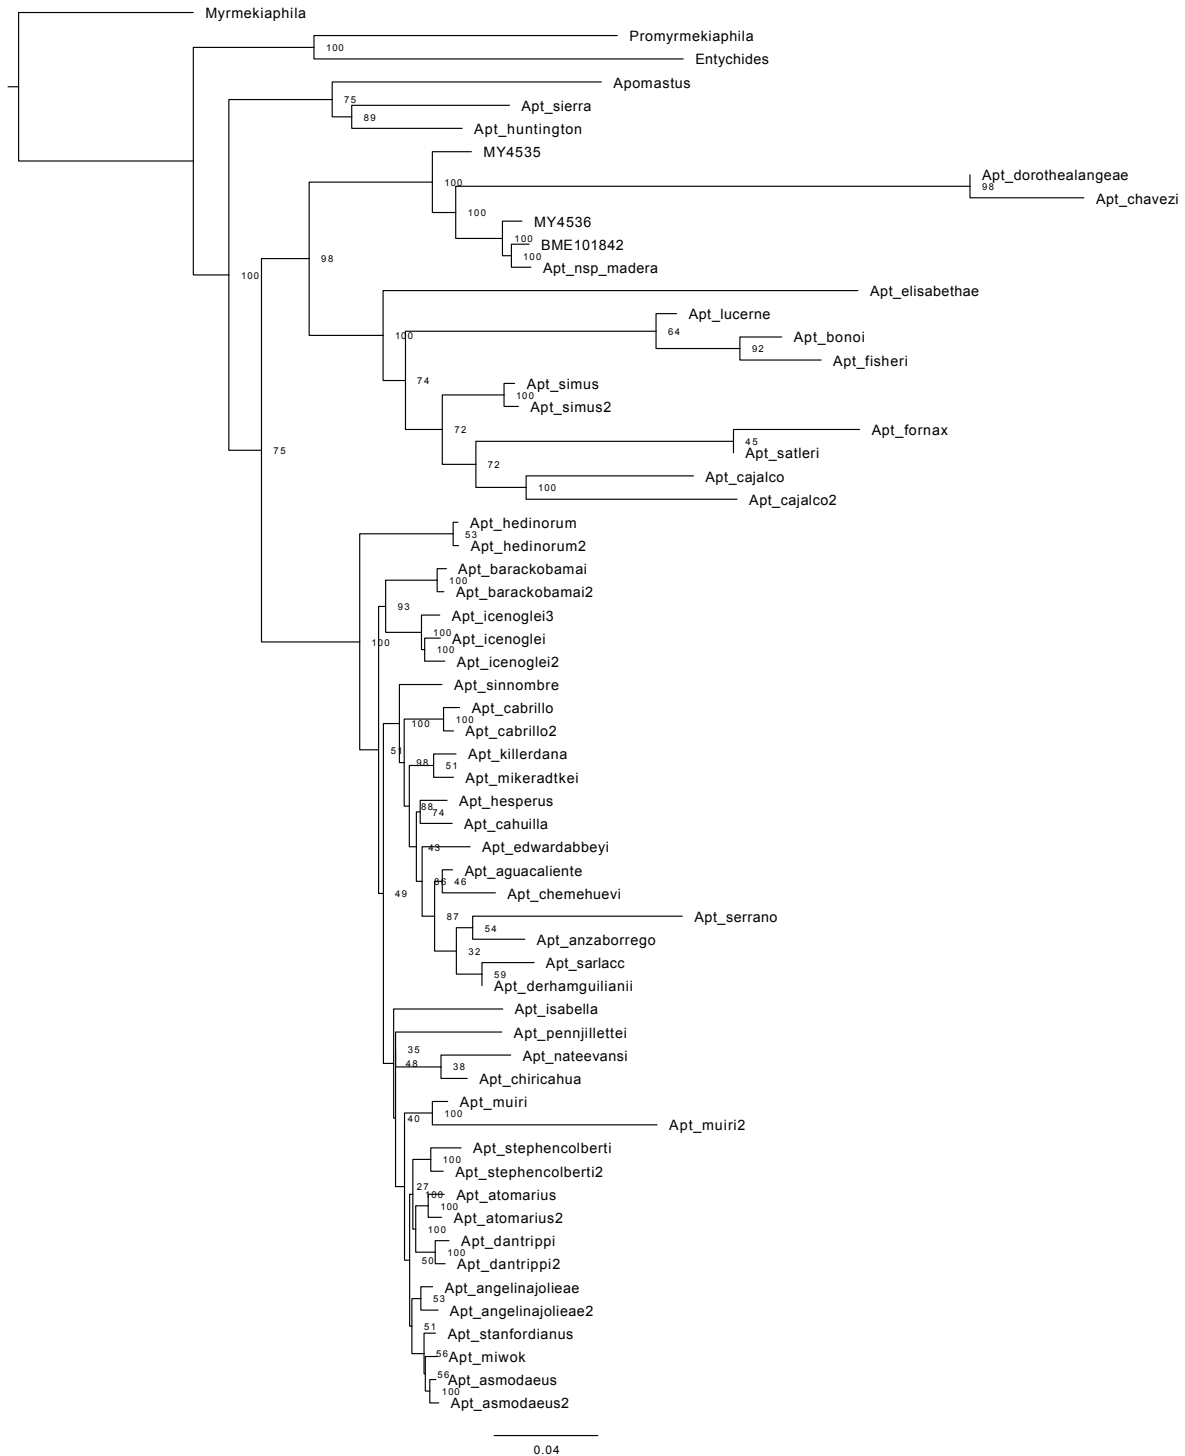 Myrmekiaphila
Promyrmekiaphila
100
Entychides
Apomastus
75
Apt_sierra
89
Apt_huntington
MY4535
Apt_dorothealangeae
100
98
Apt_chavezi
100
MY4536
100
BME101842
98
100
Apt_nsp_madera
100
Apt_elisabethae
Apt_lucerne
64
100
Apt_bonoi
92
Apt_fisheri
74
Apt_simus
100
Apt_simus2
72
Apt_fornax
45
75
Apt_satleri
72
Apt_cajalco
100
Apt_cajalco2
Apt_hedinorum
53
Apt_hedinorum2
Apt_barackobamai
100
Apt_barackobamai2
93
Apt_icenoglei3
100
Apt_icenoglei
100
100
Apt_icenoglei2
Apt_sinnombre
Apt_cabrillo
100
100
Apt_cabrillo2
51
Apt_killerdana
98
51
Apt_mikeradtkei
Apt_hesperus
88
74
Apt_cahuilla
43
Apt_edwardabbeyi
Apt_aguacaliente
86
46
49
Apt_chemehuevi
87
Apt_serrano
54
Apt_anzaborrego
32
Apt_sarlacc
59
Apt_derhamguilianii
Apt_isabella
Apt_pennjillettei
35
Apt_nateevansi
48
38
Apt_chiricahua
Apt_muiri
40
100
Apt_muiri2
Apt_stephencolberti
100
Apt_stephencolberti2
27
100
Apt_atomarius
100
Apt_atomarius2
100
Apt_dantrippi
100
50
Apt_dantrippi2
Apt_angelinajolieae
53
Apt_angelinajolieae2
51
Apt_stanfordianus
56
Apt_miwok
56
Apt_asmodaeus
100
Apt_asmodaeus2
0.04